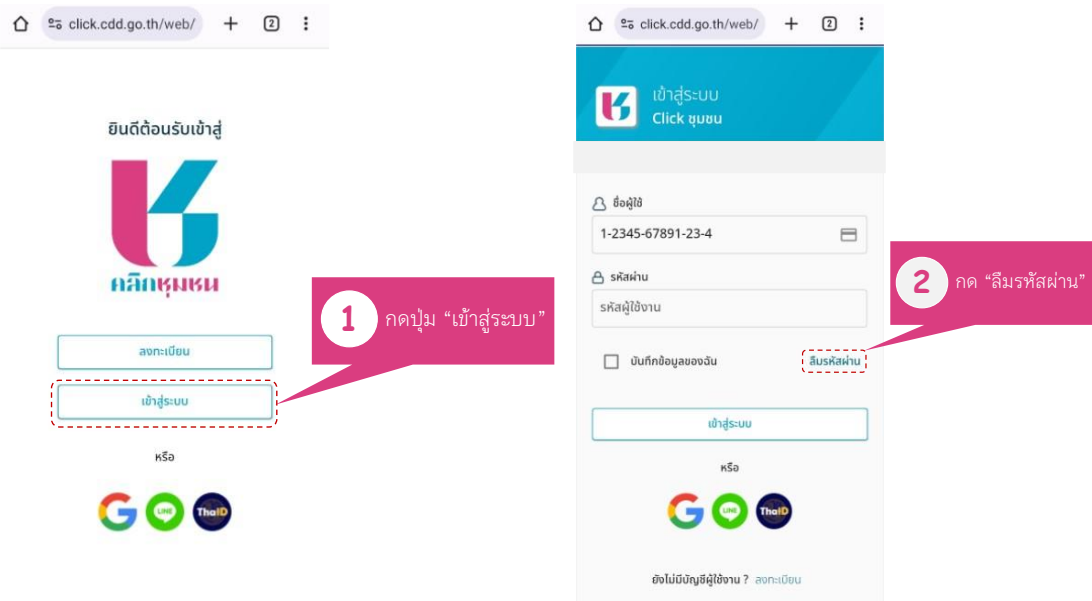 click.cdd.go.th/web/
2
ยินดีต้อนรับเข้าสู่
คลิกชุมชน
ลงทะเบียน
เข้าสู่ระบบ
หรือ
G LINE ThaID
1 กดปุ่ม “เข้าสู่ระบบ”
click.cdd.go.th/web/
2
เข้าสู่ระบบ
Click ชุมชน
ชื่อผู้ใช้
1-2345-67891-23-4
รหัสผ่าน
รหัสผู้ใช้งาน
บันทึกข้อมูลของฉัน
ลืมรหัสผ่าน
เข้าสู่ระบบ
หรือ
G LINE ThaID
ยังไม่มีบัญชีผู้ใช้งาน ? ลงทะเบียน
2 กด “ลืมรหัสผ่าน”